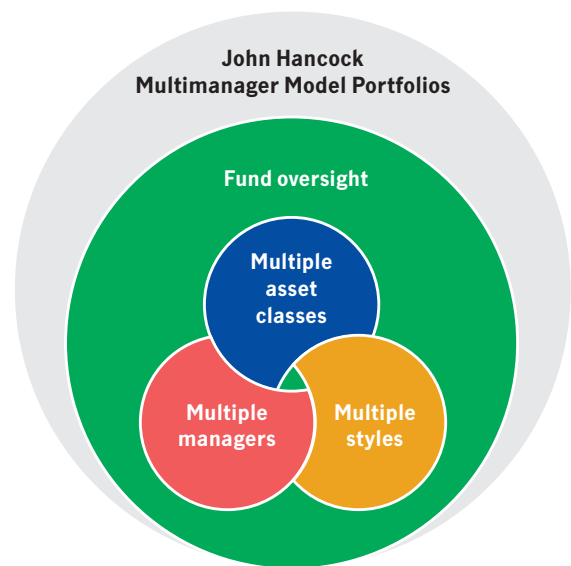 John Hancock
Multimanager Model Portfolios
Fund oversight
Multiple
asset
classes
Multiple
managers
Multiple
styles